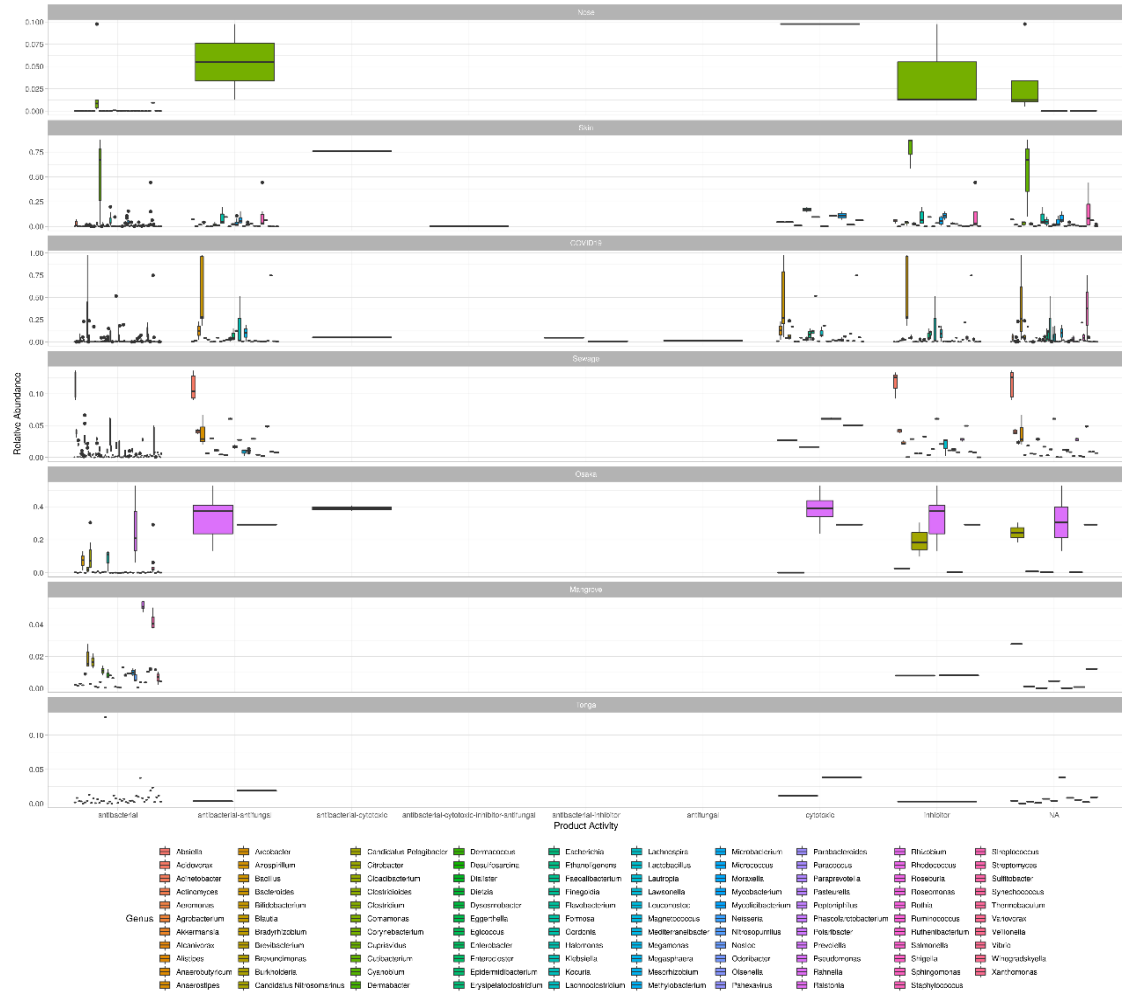 Nose
0.100
0.075
0.050
0.025
0.000
Skin
0.75
0.50
0.25
0.00
COVID19
1.00
0.75
0.50
0.25
0.00
Sewage
0.10
0.05
0.00
Relative Abundance
Osaka
0.4
0.2
0.0
Mangrove
0.04
0.02
0.00
Tonga
0.10
0.05
0.00
antibacterial antibacterial-antifungal antibacterial-cytotoxic antibacterial-cytotoxic-inhibitor-antifungal antibacterial-inhibitor antifungal cytotoxic inhibitor NA
Product Activity
Absiella Arcobacter Candidatus Pelagibacter Dermacoccus Escherichia Lachnospira Microbacterium Parabacteroides Rhizobium Streptococcus
Acidovorax Azospirillum Citrobacter Desulfosarcina Ethanoligenens Lactobacillus Micrococcus Paracoccus Rhodococcus Streptomyces
Acinetobacter Bacillus Cloacibacterium Dialister Faecalibacterium Lautropia Moraxella Paraprevotella Roseburia Sulfitobacter
Actinomyces Bacteroides Clostridioides Dietzia Finegoldia Lawsonella Mycobacterium Pasteurella Roseomonas Synechococcus
Aeromonas Bifidobacterium Clostridium Dysosmobacter Flavobacterium Leuconostoc Mycolicibacterium Peptoniphilus Rothia Thermobaculum
Genus
Agrobacterium Blautia Comamonas Eggerthella Formosa Magnetococcus Neisseria Phascolarctobacterium Ruminococcus Variovorax
Akkermansia Bradyrhizobium Corynebacterium Eglicoccus Gordonia Mediterraneibacter Nitrosopumilus Polaribacter Ruthenibacterium Veillonella
Alcanivorax Brevibacterium Cupriavidus Enterobacter Halomonas Megamonas Nostoc Prevotella Salmonella Vibrio
Alistipes Brevundimonas Cutibacterium Enterocloster Klebsiella Megasphaera Odoribacter Pseudomonas Shigella Winogradskyella
Anaerobutyricum Burkholderia Cyanobium Epidermidibacterium Kocuria Mesorhizobium Olsenella Rahnella Sphingomonas Xanthomonas
Anaerostipes Candidatus Nitrosomarinus Dermabacter Erysipelatoclostridium Lachnoclostridium Methylobacterium Pahexavirus Ralstonia Staphylococcus